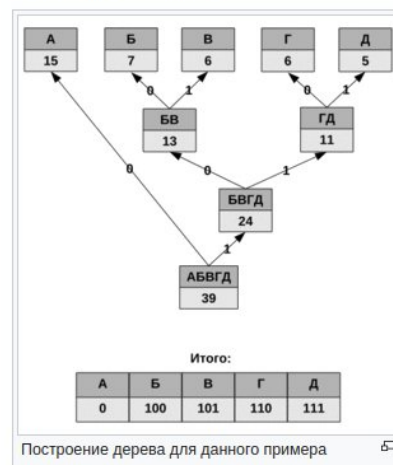 А Б В Г Д
15 7 6 6 5
0 1 0 1
БВ ГД
13 11
0 0 1
БВГД
24
1
АБВГД
39
Итого:
А Б В Г Д
0 100 101 110 111
Построение дерева для данного примера